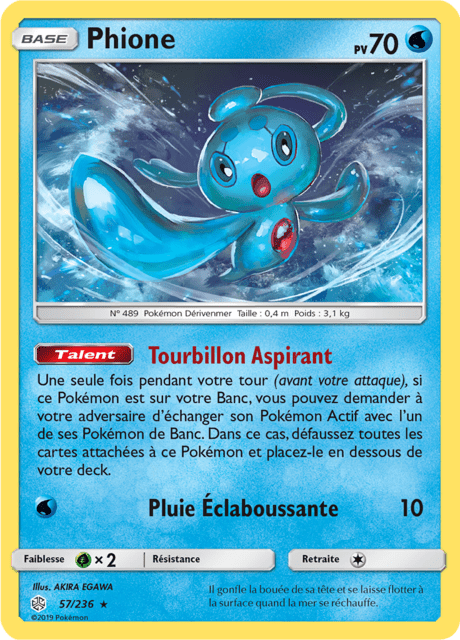 BASE Phione PV70
N° 489 Pokémon Dérivenmer Taille : 0,4 m Poids : 3,1 kg
Talent Tourbillon Aspirant
Une seule fois pendant votre tour (avant votre attaque), si
ce Pokémon est sur votre Banc, vous pouvez demander à
votre adversaire d'échanger son Pokémon Actif avec l'un
de ses Pokémon de Banc. Dans ce cas, défaussez toutes les
cartes attachées à ce Pokémon et placez-le en dessous de
votre deck.
Pluie Éclaboussante 10
Faiblesse ×2 Résistance Retraite
Illus. AKIRA EGAWA
57/236
©2019 Pokémon
Il gonfle la bouée de sa tête et se laisse flotter à
la surface quand la mer se réchauffe.